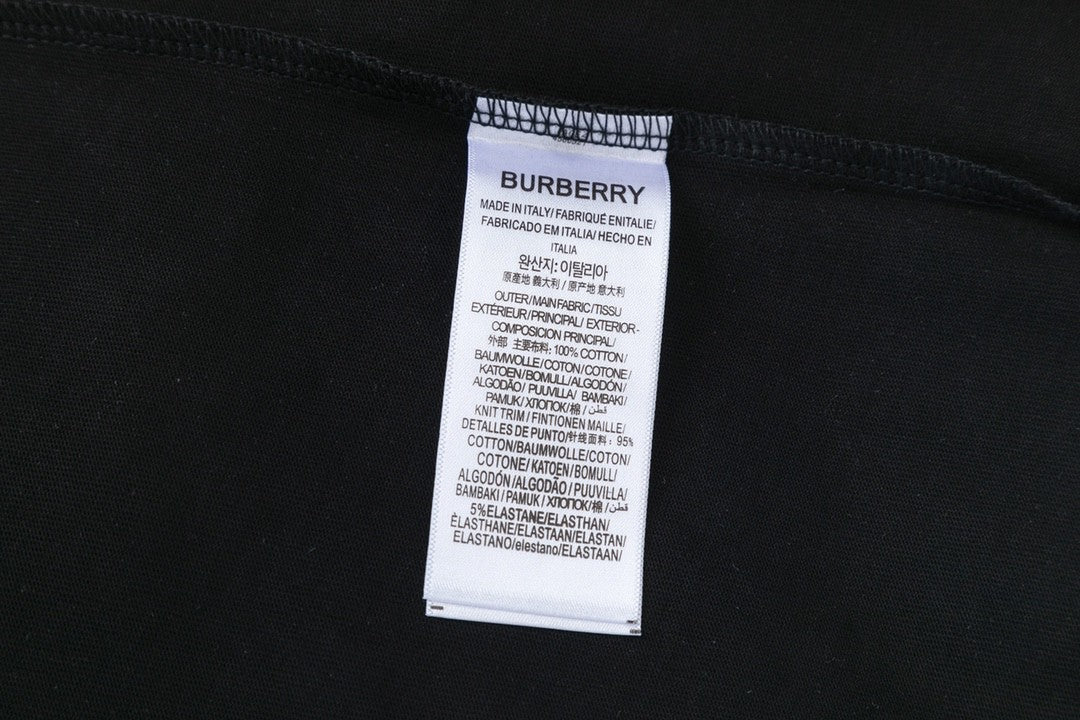 BURBERRY
MADE IN ITALY/ FABRIQUÉ ENITALIE/
FABRICADO EM ITALIA/ HECHO EN
ITALIA
완산지: 이탈리아
原產地 義大利 / 原产地 意大利
OUTER/MAIN FABRIC/TISSU
EXTÉRIEUR/PRINCIPAL/ EXTERIOR-
COMPOSICION PRINCIPAL/
外部 主要布料: 100% COTTON/
BAUMWOLLE/COTON/COTONE/
KATOEN/BOMULL/ALGODÓN/
ALGODÃO/ PUUVILLA/ BAMBAKI/
PAMUK/ХПОПОК/棉 / قطن
KNIT TRIM / FINTIONEN MAILLE/
DETALLES DE PUNTO/针线面料: 95%
COTTON/BAUMWOLLE/COTON/
COTONE/ KATOEN/BOMULL/
ALGODÓN/ALGODÃO/PUUVILLA/
BAMBAKI / PAMUK / ХПОПОК/棉 / قطن
5%ELASTANE/ELASTHAN/
ÈLASTHANE/ELASTAAN/ELASTAN/
ELASTANO/elestano/ELASTAAN/